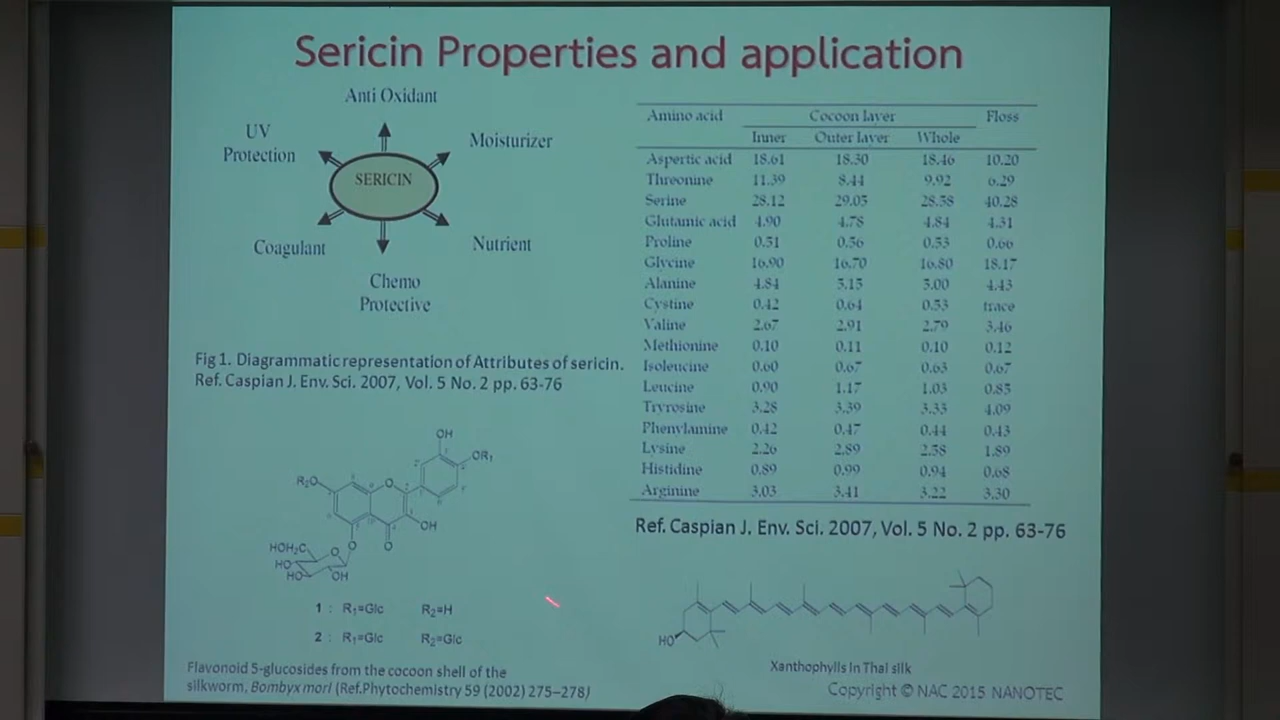 Sericin Properties and application
Anti Oxidant
UV
Protection
Moisturizer
SERICIN
Coagulant
Nutrient
Chemo
Protective
Fig 1. Diagrammatic representation of Attributes of sericin.
Ref. Caspian J. Env. Sci. 2007, Vol. 5 No. 2 pp. 63-76
Amino acid Cocoon layer Floss
Inner Outer layer Whole
Aspertic acid 18.61 18.30 18.46 10.20
Threonine 11.39 8.44 9.92 6.29
Serine 28.12 29.05 28.58 40.28
Glutamic acid 4.90 4.78 4.84 4.31
Proline 0.51 0.56 0.53 0.66
Glycine 16.90 16.70 16.80 18.17
Alanine 4.84 5.15 5.00 4.43
Cystine 0.42 0.64 0.53 trace
Valine 2.67 2.91 2.79 3.46
Methionine 0.10 0.11 0.10 0.12
Isoleucine 0.60 0.67 0.63 0.67
Leucine 0.90 1.17 1.03 0.85
Tryrosine 3.28 3.39 3.33 4.09
Phenylamine 0.42 0.47 0.44 0.43
Lysine 2.26 2.89 2.58 1.89
Histidine 0.89 0.99 0.94 0.68
Arginine 3.03 3.41 3.22 3.30
Ref. Caspian J. Env. Sci. 2007, Vol. 5 No. 2 pp. 63-76
OH
OR₁
R₂O
O
OH
O
O
HOH₂C
O
HO
HO
OH
1 : R₁=Glc R₂=H
2 : R₁=Glc R₂=Glc
Flavonoid 5-glucosides from the cocoon shell of the
silkworm, Bombyx mori (Ref.Phytochemistry 59 (2002) 275–278)
HO
Xanthophylls in Thai silk
Copyright © NAC 2015 NANOTEC